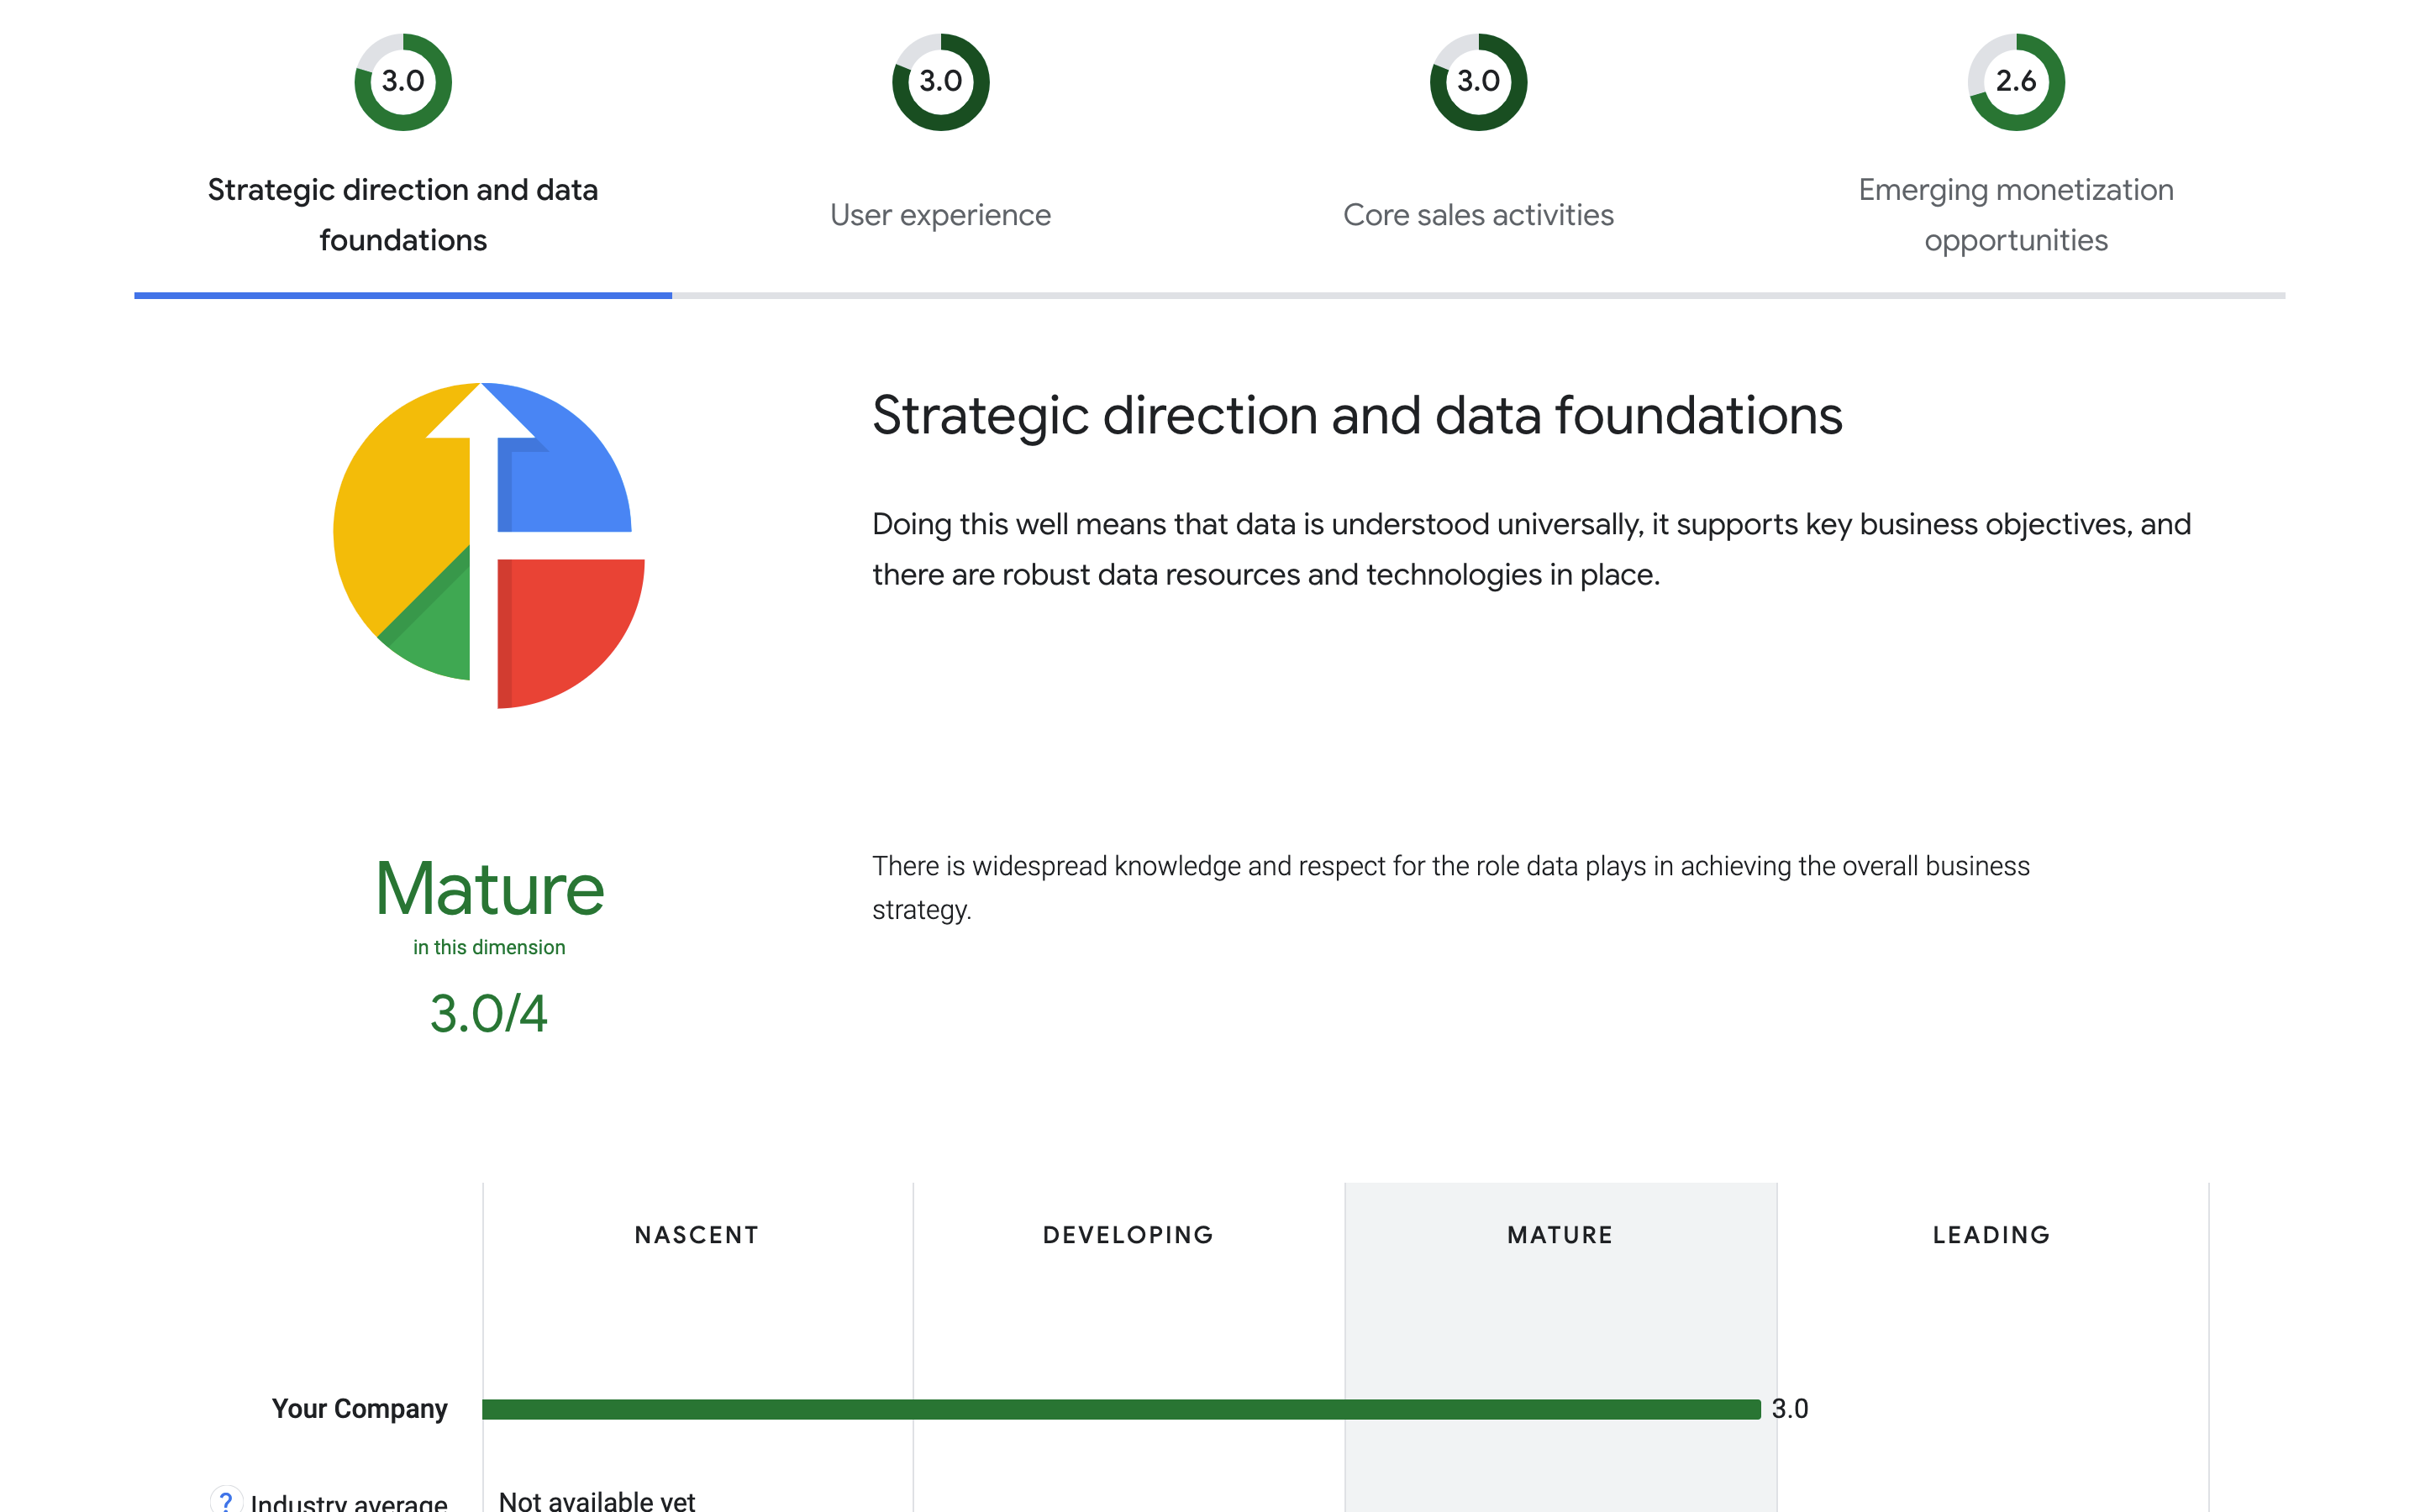 3.0
3.0
3.0
2.6
Strategic direction and data
foundations
User experience
Core sales activities
Emerging monetization
opportunities
Strategic direction and data foundations
Doing this well means that data is understood universally, it supports key business objectives, and
there are robust data resources and technologies in place.
Mature
in this dimension
3.0/4
There is widespread knowledge and respect for the role data plays in achieving the overall business
strategy.
NASCENT
DEVELOPING
MATURE
LEADING
Your Company
3.0
? Industry average
Not available yet